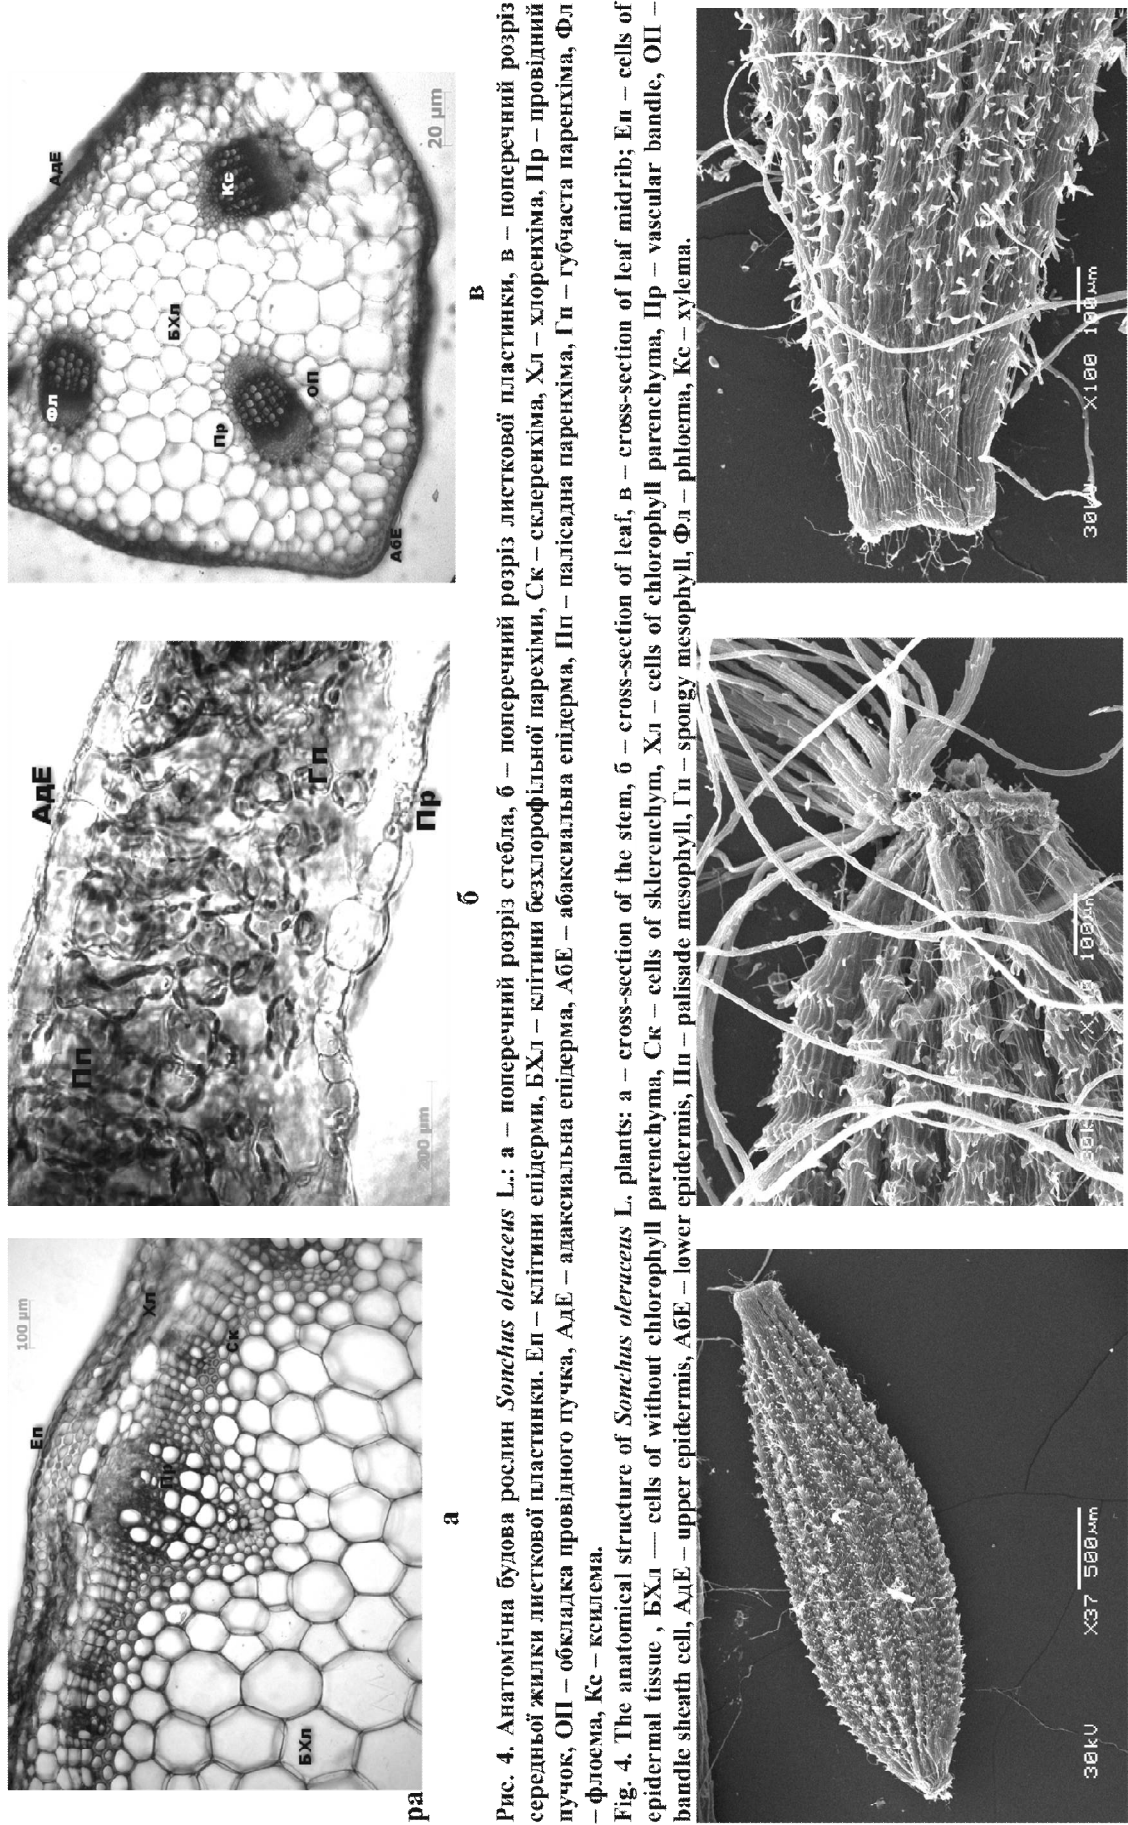 100 µm
Еп
Хл
Ск
Пр
БХл
ра
а
АдЕ
Пп
Гп
Пр
200 µm
б
АдЕ
Кс
Фл
БХл
Пр
ОП
АбЕ
20 µm
в
Рис. 4. Анатомічна будова рослин Sonchus oleraceus L.: а – поперечний розріз стебла, б – поперечний розріз листкової пластинки, в – поперечний розріз
середньої жилки листкової пластинки. Еп – клітини епідерми, БХл – клітини безхлорофільної парехіми, Ск – склеренхіма, Хл – хлоренхіма, Пр – провідний
пучок, ОП – обкладка провідного пучка, АдЕ – адаксиальна епідерма, АбЕ – абаксиальна епідерма, Пп – палісадна паренхіма, Гп – губчаста паренхіма, Фл
– флоема, Кс – ксилема.
Fig. 4. The anatomical structure of Sonchus oleraceus L. plants: а – cross-section of the stem, б – cross-section of leaf, в – cross-section of leaf midrib; Еп – cells of
epidermal tissue , БХл — cells of without chlorophyll parenchyma, Ск – cells of sklerenchym, Хл – cells of chlorophyll parenchyma, Пр – vascular bandle, ОП –
bandle sheath cell, АдЕ – upper epidermis, АбЕ – lower epidermis, Пп – palisade mesophyll, Гп – spongy mesophyll, Фл – phloema, Кс – xylema.
30kV X37 500µm
100µm
30kV X100 100µm